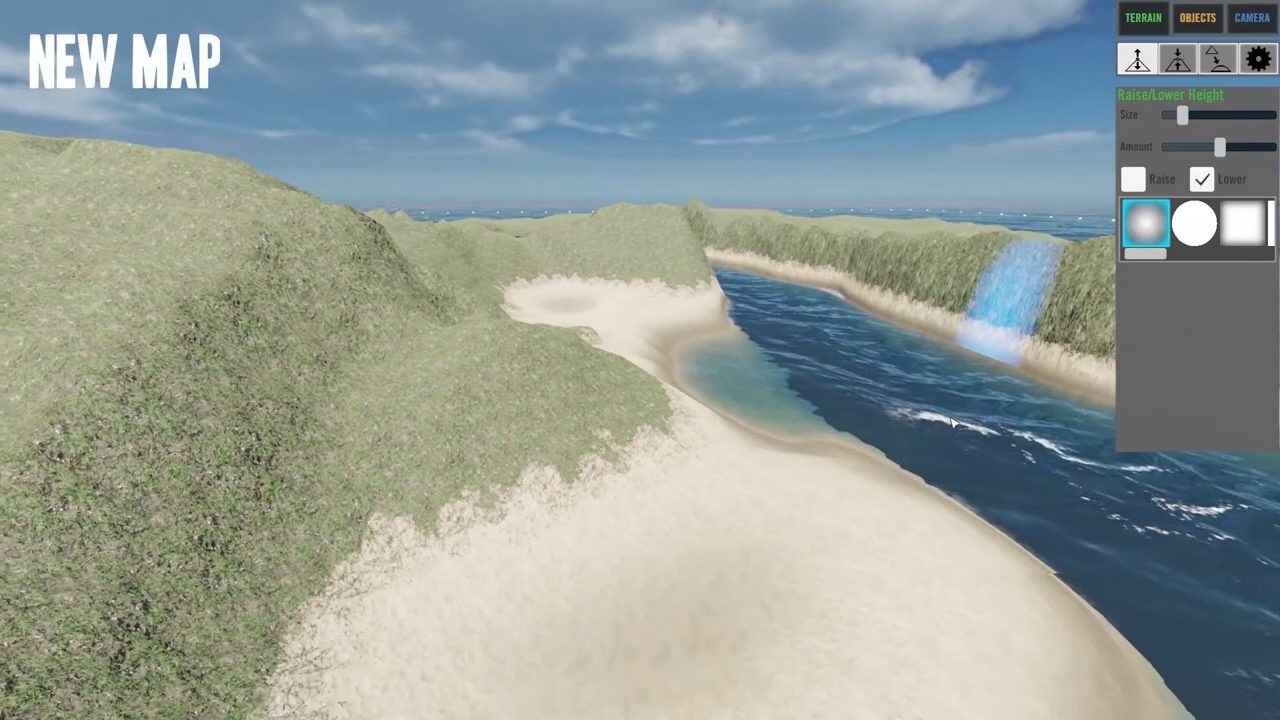 NEW MAP
TERRAIN OBJECTS CAMERA
Raise/Lower Height
Size
Amount
Raise Lower